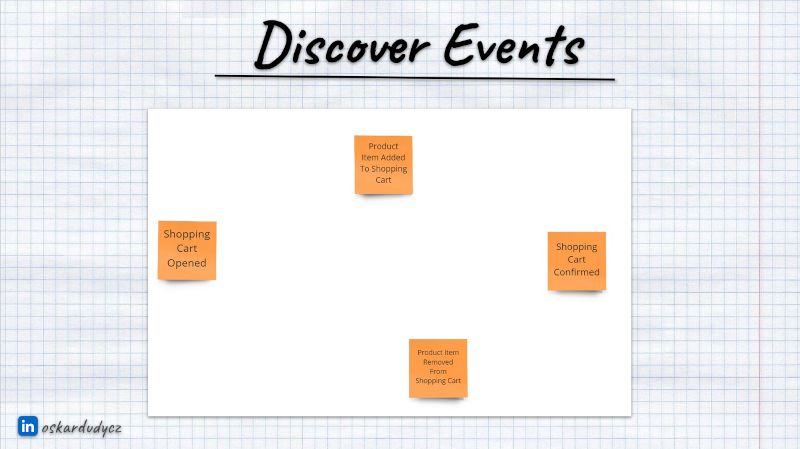 Discover Events
Product
Item Added
To Shopping
Cart
Shopping
Cart
Opened
Shopping
Cart
Confirmed
Product item
Removed
From
Shopping Cart
in oskardudycz